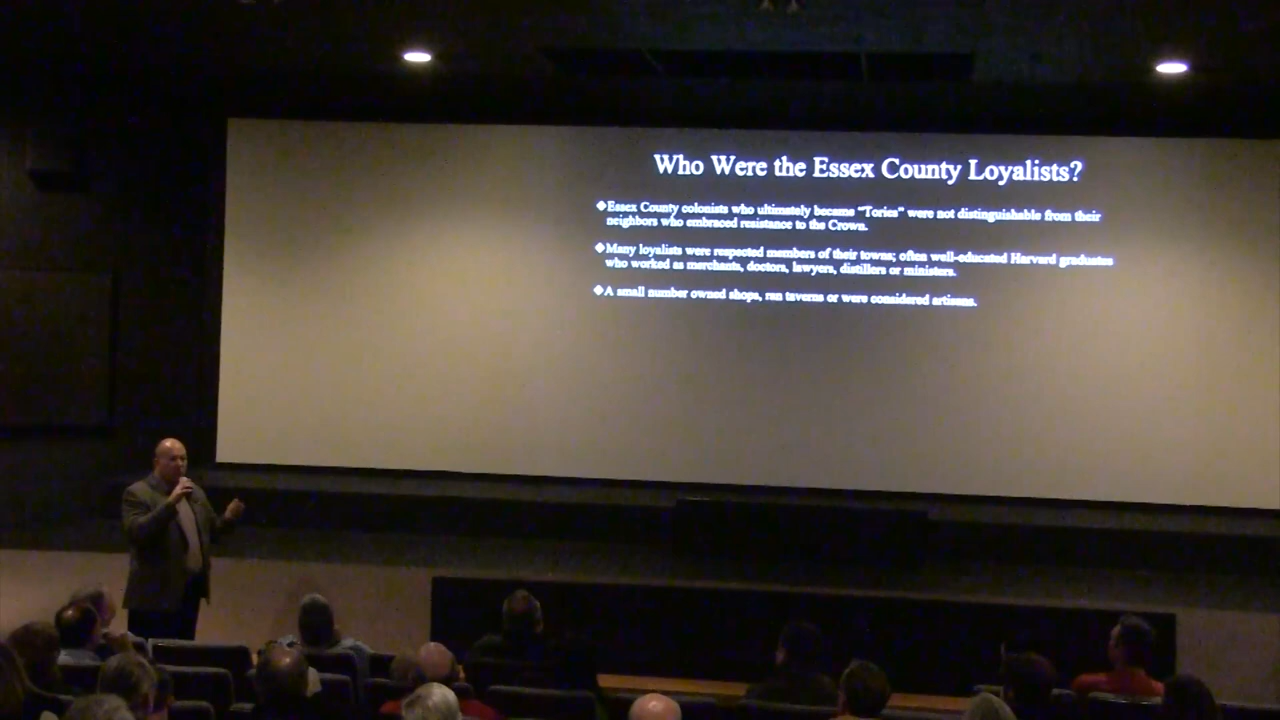 Who Were the Essex County Loyalists?
❖Essex County colonists who ultimately became “Tories” were not distinguishable from their
neighbors who embraced resistance to the Crown.
❖Many loyalists were respected members of their towns; often well-educated Harvard graduates
who worked as merchants, doctors, lawyers, distillers or ministers.
❖A small number owned shops, ran taverns or were considered artisans.